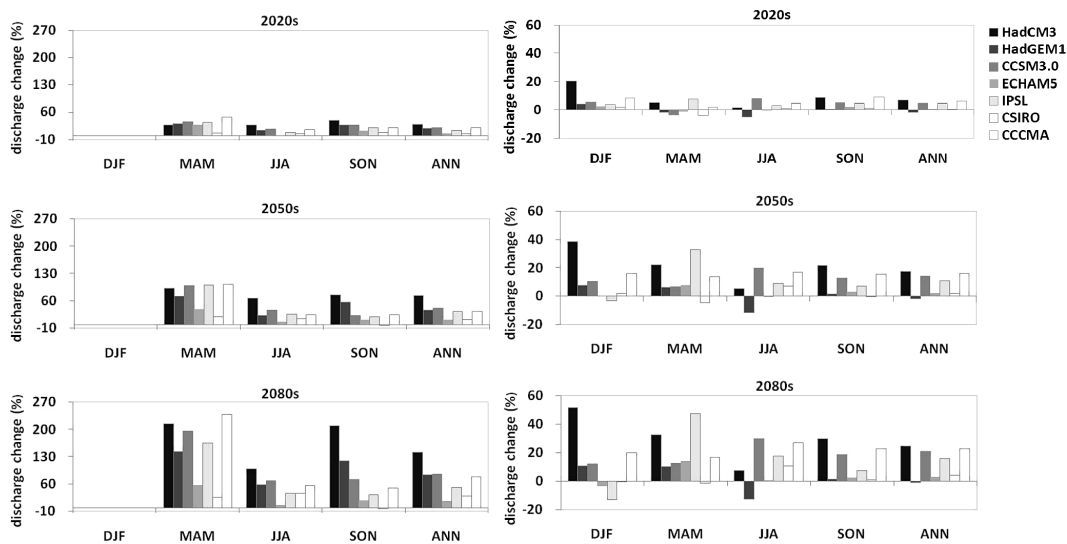 2020s
discharge change (%)
270
200
130
60
-10
DJF MAM JJA SON ANN
2020s
discharge change (%)
60
40
20
0
-20
DJF MAM JJA SON ANN
HadCM3
HadGEM1
CCSM3.0
ECHAM5
IPSL
CSIRO
CCCMA
2050s
discharge change (%)
270
200
130
60
-10
DJF MAM JJA SON ANN
2050s
discharge change (%)
60
40
20
0
-20
DJF MAM JJA SON ANN
2080s
discharge change (%)
270
200
130
60
-10
DJF MAM JJA SON ANN
2080s
discharge change (%)
60
40
20
0
-20
DJF MAM JJA SON ANN